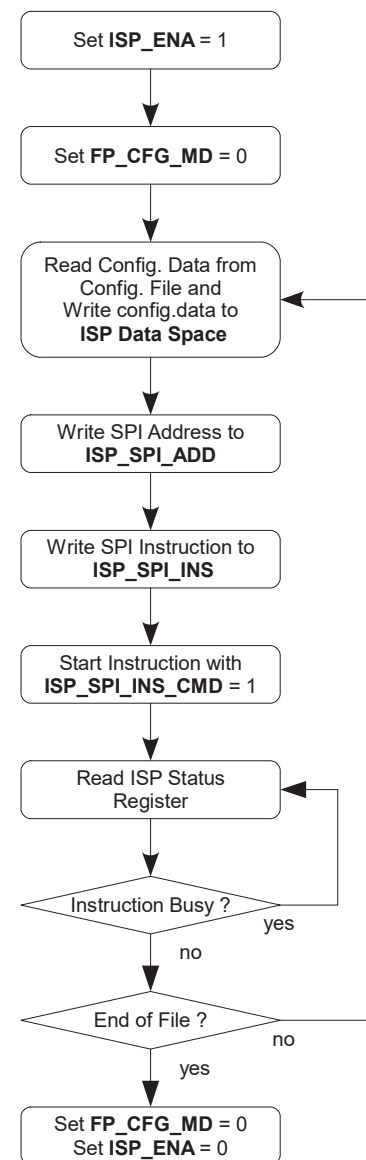 Set ISP_ENA = 1
Set FP_CFG_MD = 0
Read Config. Data from
Config. File and
Write config.data to
ISP Data Space
Write SPI Address to
ISP_SPI_ADD
Write SPI Instruction to
ISP_SPI_INS
Start Instruction with
ISP_SPI_INS_CMD = 1
Read ISP Status
Register
Instruction Busy ?
yes
no
End of File ?
no
yes
Set FP_CFG_MD = 0
Set ISP_ENA = 0